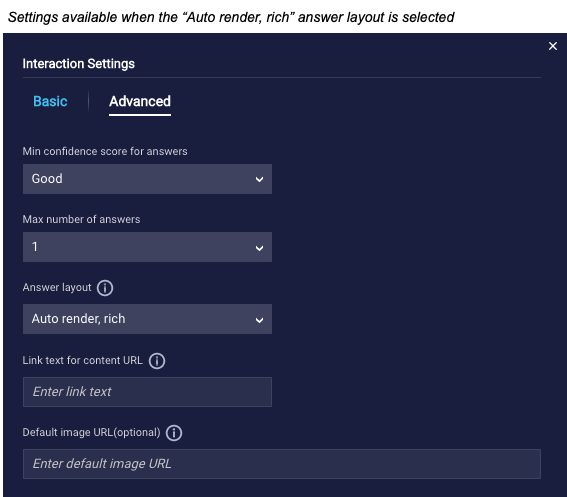 Settings available when the “Auto render, rich” answer layout is selected
×
Interaction Settings
Basic
Advanced
Min confidence score for answers
Good
Max number of answers
1
Answer layout
Auto render, rich
Link text for content URL
Enter link text
Default image URL(optional)
Enter default image URL